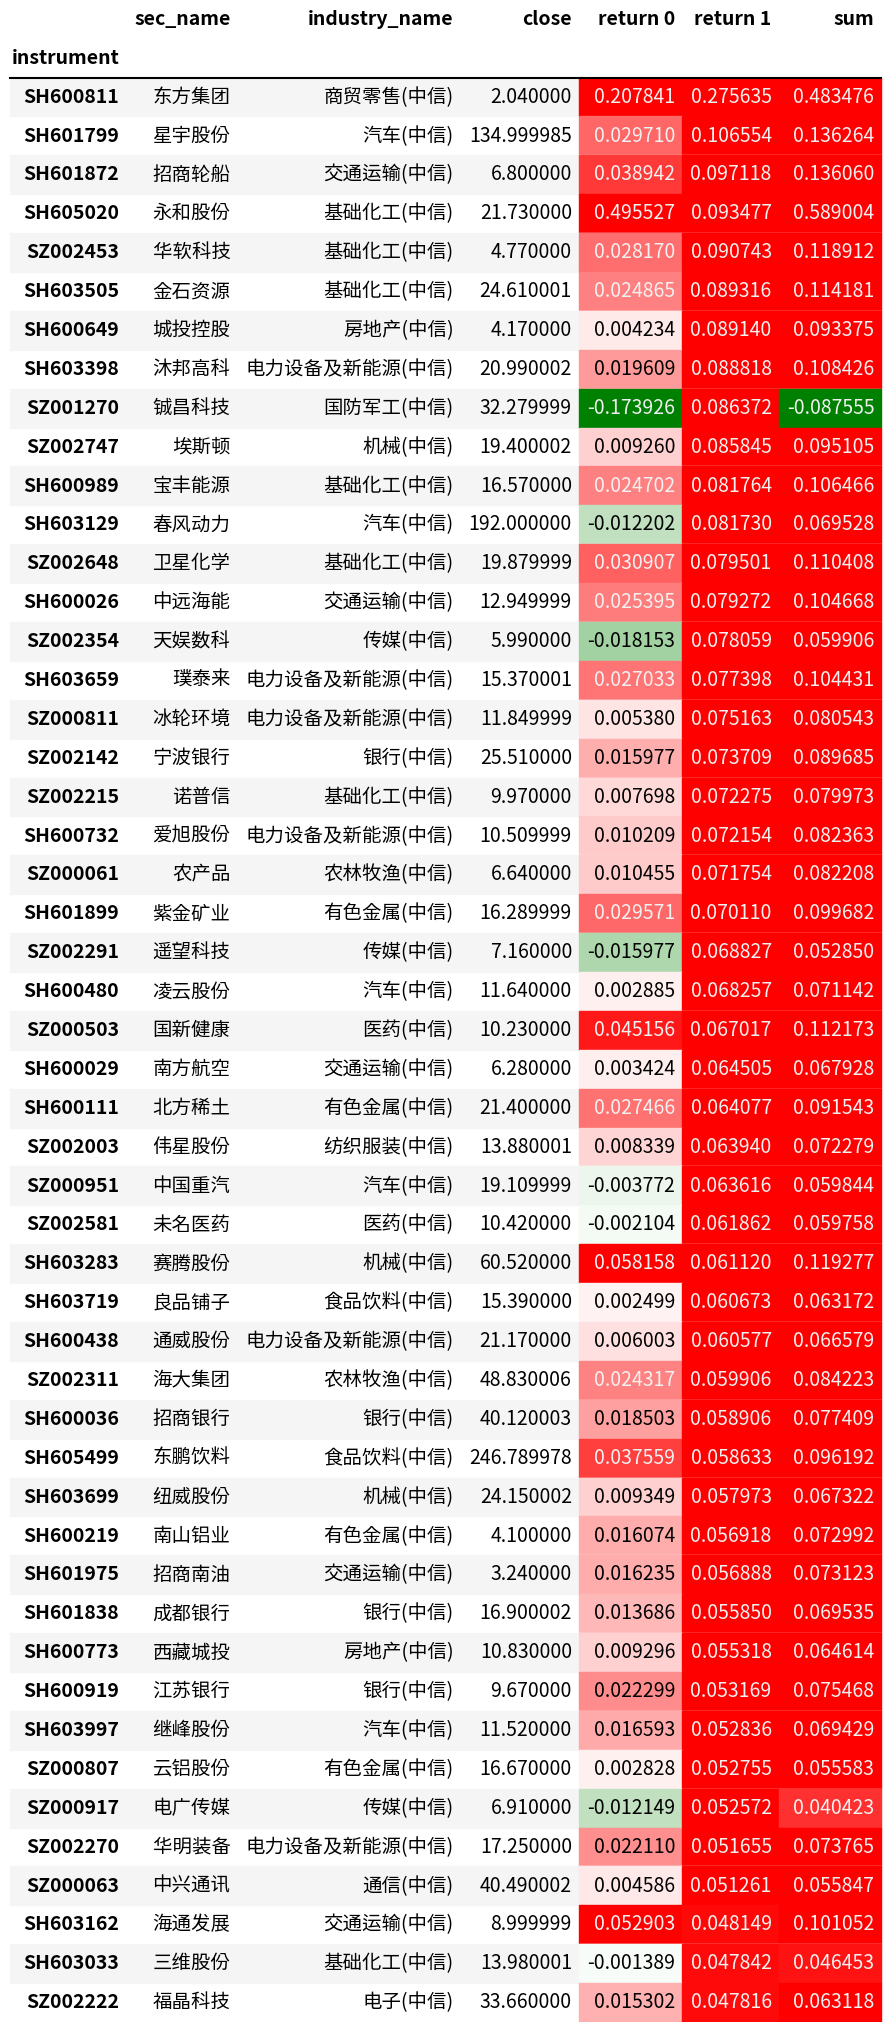 sec_name industry_name close return 0 return 1 sum
instrument
SH600811 东方集团 商贸零售(中信) 2.040000 0.207841 0.275635 0.483476
SH601799 星宇股份 汽车(中信) 134.999985 0.029710 0.106554 0.136264
SH601872 招商轮船 交通运输(中信) 6.800000 0.038942 0.097118 0.136060
SH605020 永和股份 基础化工(中信) 21.730000 0.495527 0.093477 0.589004
SZ002453 华软科技 基础化工(中信) 4.770000 0.028170 0.090743 0.118912
SH603505 金石资源 基础化工(中信) 24.610001 0.024865 0.089316 0.114181
SH600649 城投控股 房地产(中信) 4.170000 0.004234 0.089140 0.093375
SH603398 沐邦高科 电力设备及新能源(中信) 20.990002 0.019609 0.088818 0.108426
SZ001270 铖昌科技 国防军工(中信) 32.279999 -0.173926 0.086372 -0.087555
SZ002747 埃斯顿 机械(中信) 19.400002 0.009260 0.085845 0.095105
SH600989 宝丰能源 基础化工(中信) 16.570000 0.024702 0.081764 0.106466
SH603129 春风动力 汽车(中信) 192.000000 -0.012202 0.081730 0.069528
SZ002648 卫星化学 基础化工(中信) 19.879999 0.030907 0.079501 0.110408
SH600026 中远海能 交通运输(中信) 12.949999 0.025395 0.079272 0.104668
SZ002354 天娱数科 传媒(中信) 5.990000 -0.018153 0.078059 0.059906
SH603659 璞泰来 电力设备及新能源(中信) 15.370001 0.027033 0.077398 0.104431
SZ000811 冰轮环境 电力设备及新能源(中信) 11.849999 0.005380 0.075163 0.080543
SZ002142 宁波银行 银行(中信) 25.510000 0.015977 0.073709 0.089685
SZ002215 诺普信 基础化工(中信) 9.970000 0.007698 0.072275 0.079973
SH600732 爱旭股份 电力设备及新能源(中信) 10.509999 0.010209 0.072154 0.082363
SZ000061 农产品 农林牧渔(中信) 6.640000 0.010455 0.071754 0.082208
SH601899 紫金矿业 有色金属(中信) 16.289999 0.029571 0.070110 0.099682
SZ002291 遥望科技 传媒(中信) 7.160000 -0.015977 0.068827 0.052850
SH600480 凌云股份 汽车(中信) 11.640000 0.002885 0.068257 0.071142
SZ000503 国新健康 医药(中信) 10.230000 0.045156 0.067017 0.112173
SH600029 南方航空 交通运输(中信) 6.280000 0.003424 0.064505 0.067928
SH600111 北方稀土 有色金属(中信) 21.400000 0.027466 0.064077 0.091543
SZ002003 伟星股份 纺织服装(中信) 13.880001 0.008339 0.063940 0.072279
SZ000951 中国重汽 汽车(中信) 19.109999 -0.003772 0.063616 0.059844
SZ002581 未名医药 医药(中信) 10.420000 -0.002104 0.061862 0.059758
SH603283 赛腾股份 机械(中信) 60.520000 0.058158 0.061120 0.119277
SH603719 良品铺子 食品饮料(中信) 15.390000 0.002499 0.060673 0.063172
SH600438 通威股份 电力设备及新能源(中信) 21.170000 0.006003 0.060577 0.066579
SZ002311 海大集团 农林牧渔(中信) 48.830006 0.024317 0.059906 0.084223
SH600036 招商银行 银行(中信) 40.120003 0.018503 0.058906 0.077409
SH605499 东鹏饮料 食品饮料(中信) 246.789978 0.037559 0.058633 0.096192
SH603699 纽威股份 机械(中信) 24.150002 0.009349 0.057973 0.067322
SH600219 南山铝业 有色金属(中信) 4.100000 0.016074 0.056918 0.072992
SH601975 招商南油 交通运输(中信) 3.240000 0.016235 0.056888 0.073123
SH601838 成都银行 银行(中信) 16.900002 0.013686 0.055850 0.069535
SH600773 西藏城投 房地产(中信) 10.830000 0.009296 0.055318 0.064614
SH600919 江苏银行 银行(中信) 9.670000 0.022299 0.053169 0.075468
SH603997 继峰股份 汽车(中信) 11.520000 0.016593 0.052836 0.069429
SZ000807 云铝股份 有色金属(中信) 16.670000 0.002828 0.052755 0.055583
SZ000917 电广传媒 传媒(中信) 6.910000 -0.012149 0.052572 0.040423
SZ002270 华明装备 电力设备及新能源(中信) 17.250000 0.022110 0.051655 0.073765
SZ000063 中兴通讯 通信(中信) 40.490002 0.004586 0.051261 0.055847
SH603162 海通发展 交通运输(中信) 8.999999 0.052903 0.048149 0.101052
SH603033 三维股份 基础化工(中信) 13.980001 -0.001389 0.047842 0.046453
SZ002222 福晶科技 电子(中信) 33.660000 0.015302 0.047816 0.063118